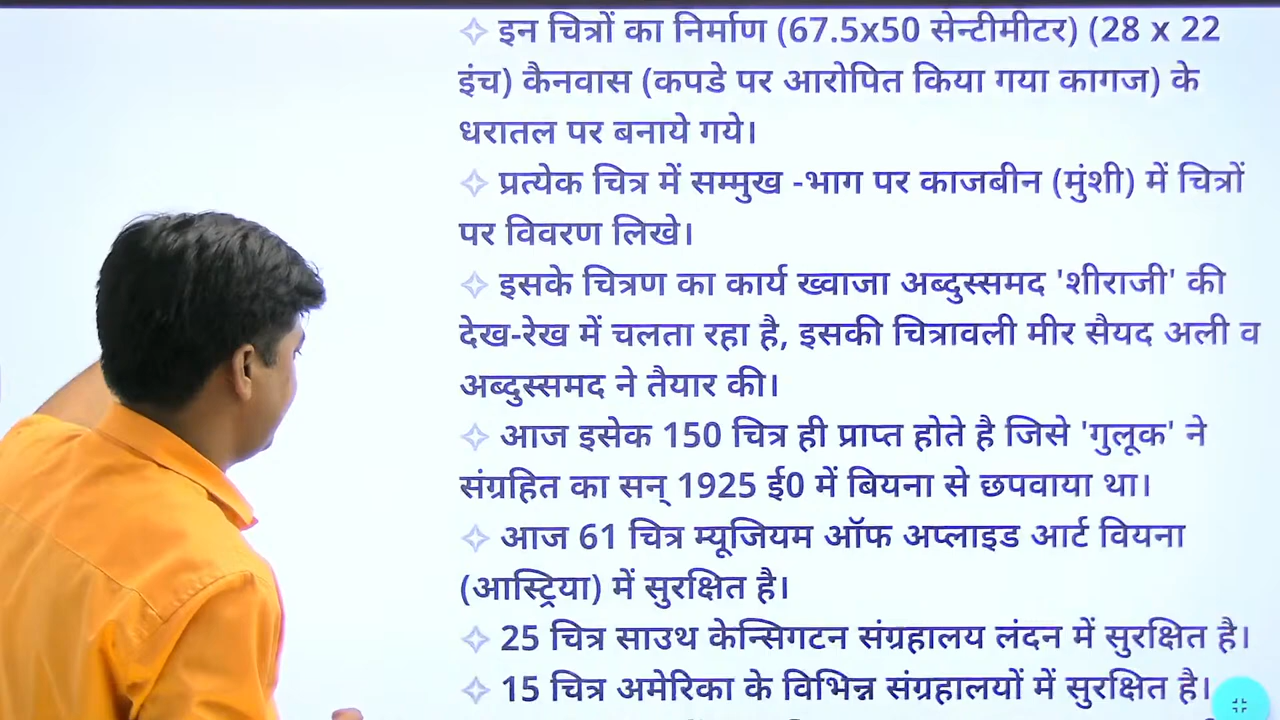 ✧ इन चित्रों का निर्माण (67.5x50 सेन्टीमीटर) (28 x 22
इंच) कैनवास (कपडे पर आरोपित किया गया कागज) के
धरातल पर बनाये गये।
✧ प्रत्येक चित्र में सम्मुख -भाग पर काजबीन (मुंशी) में चित्रों
पर विवरण लिखे।
✧ इसके चित्रण का कार्य ख्वाजा अब्दुस्समद 'शीराजी' की
देख-रेख में चलता रहा है, इसकी चित्रावली मीर सैयद अली व
अब्दुस्समद ने तैयार की।
✧ आज इसेक 150 चित्र ही प्राप्त होते है जिसे 'गुलूक' ने
संग्रहित का सन् 1925 ई0 में बियना से छपवाया था।
✧ आज 61 चित्र म्यूजियम ऑफ अप्लाइड आर्ट वियना
(आस्ट्रिया) में सुरक्षित है।
✧ 25 चित्र साउथ केन्सिगटन संग्रहालय लंदन में सुरक्षित है।
✧ 15 चित्र अमेरिका के विभिन्न संग्रहालयों में सुरक्षित है।